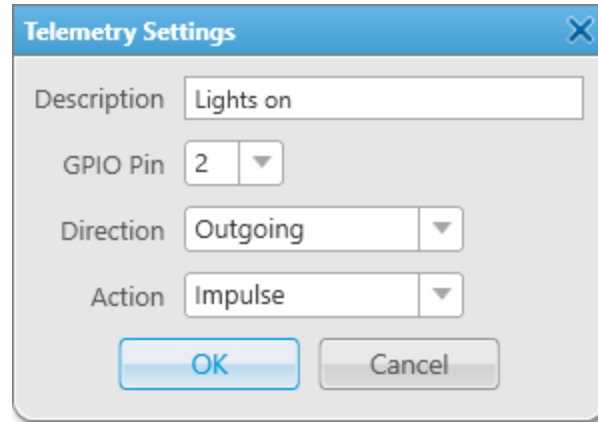 Telemetry Settings
Description Lights on
GPIO Pin 2
Direction Outgoing
Action Impulse
OK Cancel